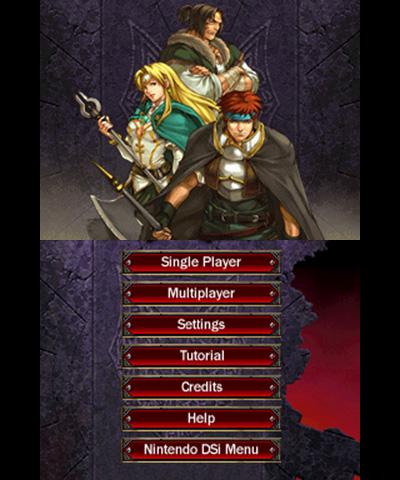 Single Player
Multiplayer
Settings
Tutorial
Credits
Help
Nintendo DSi Menu